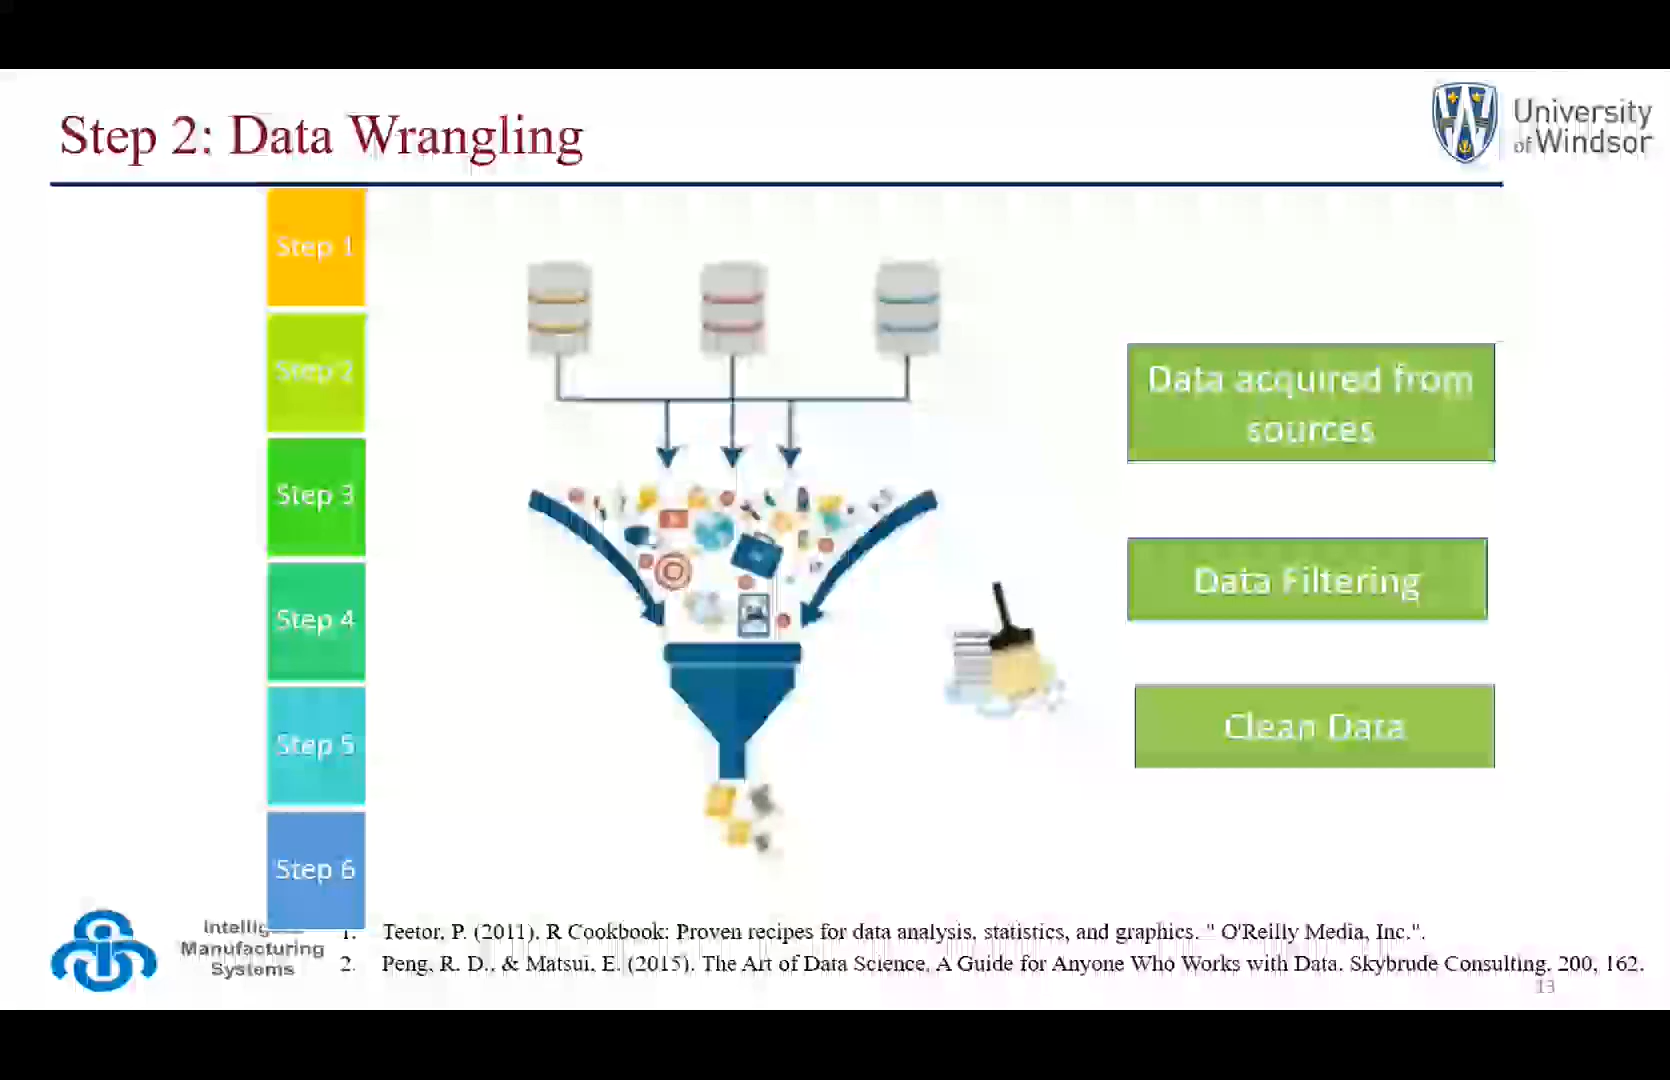 Step 2: Data Wrangling
University
of Windsor
Step 1
Step 2
Step 3
Step 4
Step 5
Step 6
Data acquired from
sources
Data Filtering
Clean Data
Manufacturing
Systems
1. Teetor, P. (2011). R Cookbook: Proven recipes for data analysis, statistics, and graphics. " O'Reilly Media, Inc.".
2. Peng, R. D., & Matsui, E. (2015). The Art of Data Science. A Guide for Anyone Who Works with Data. Skybrude Consulting. 200, 162.
13